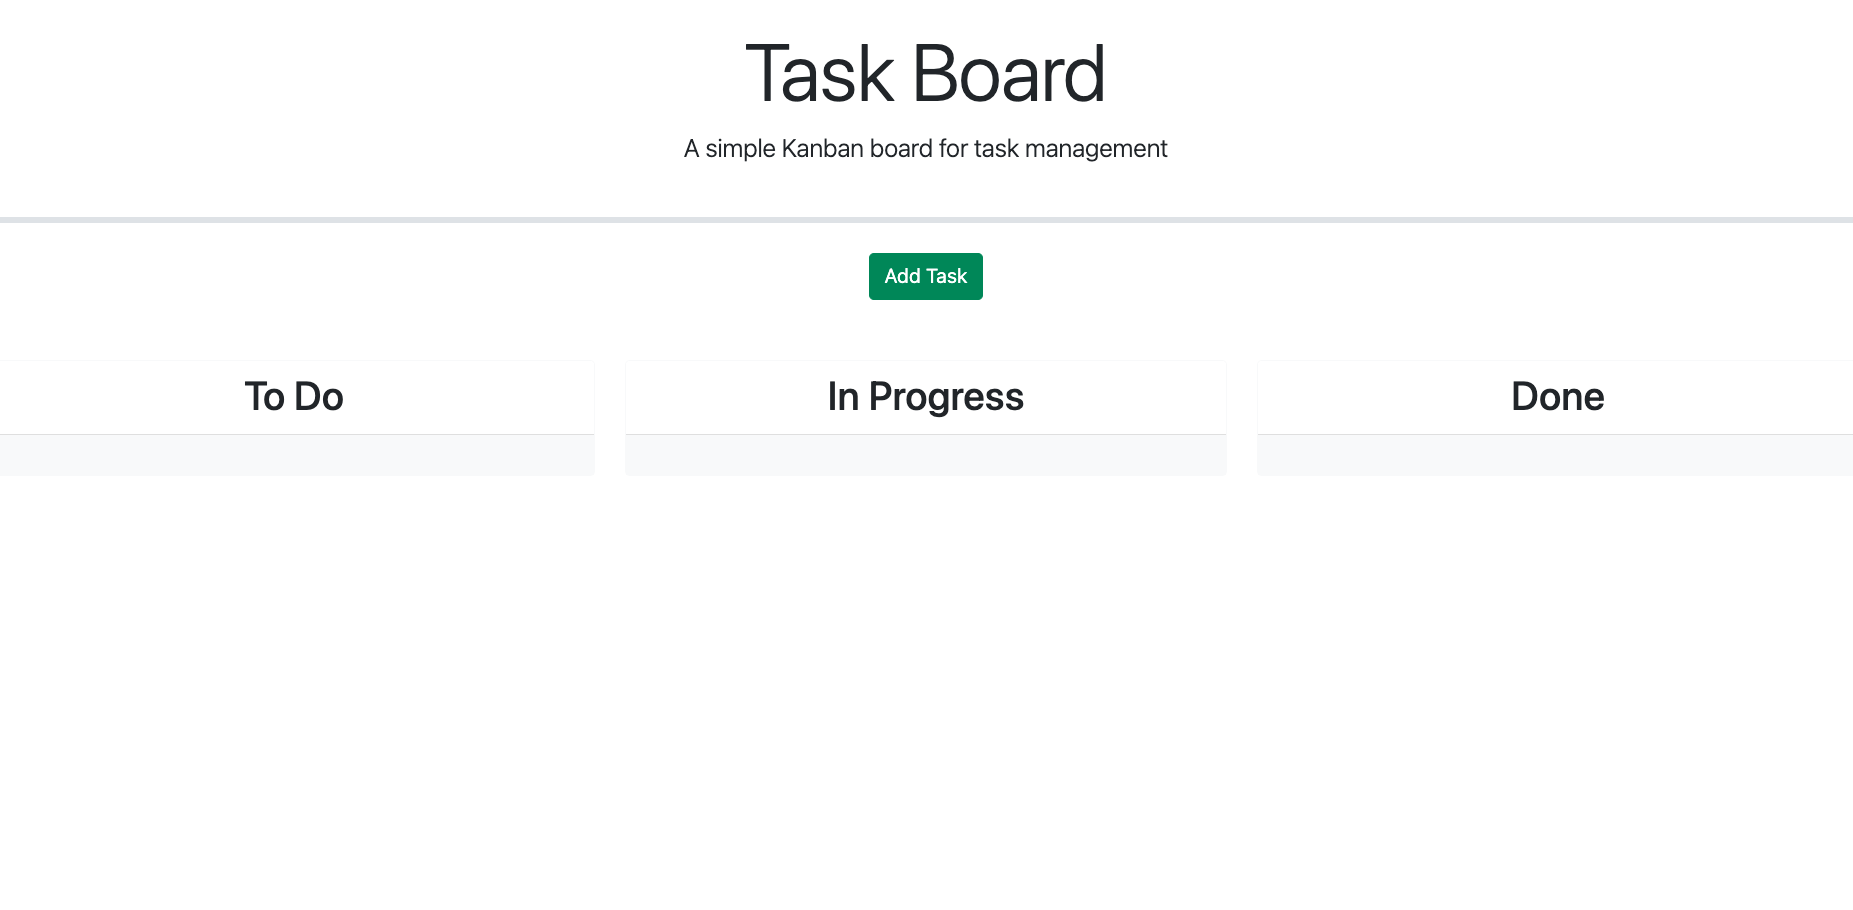 Task Board
A simple Kanban board for task management
Add Task
To Do
In Progress
Done